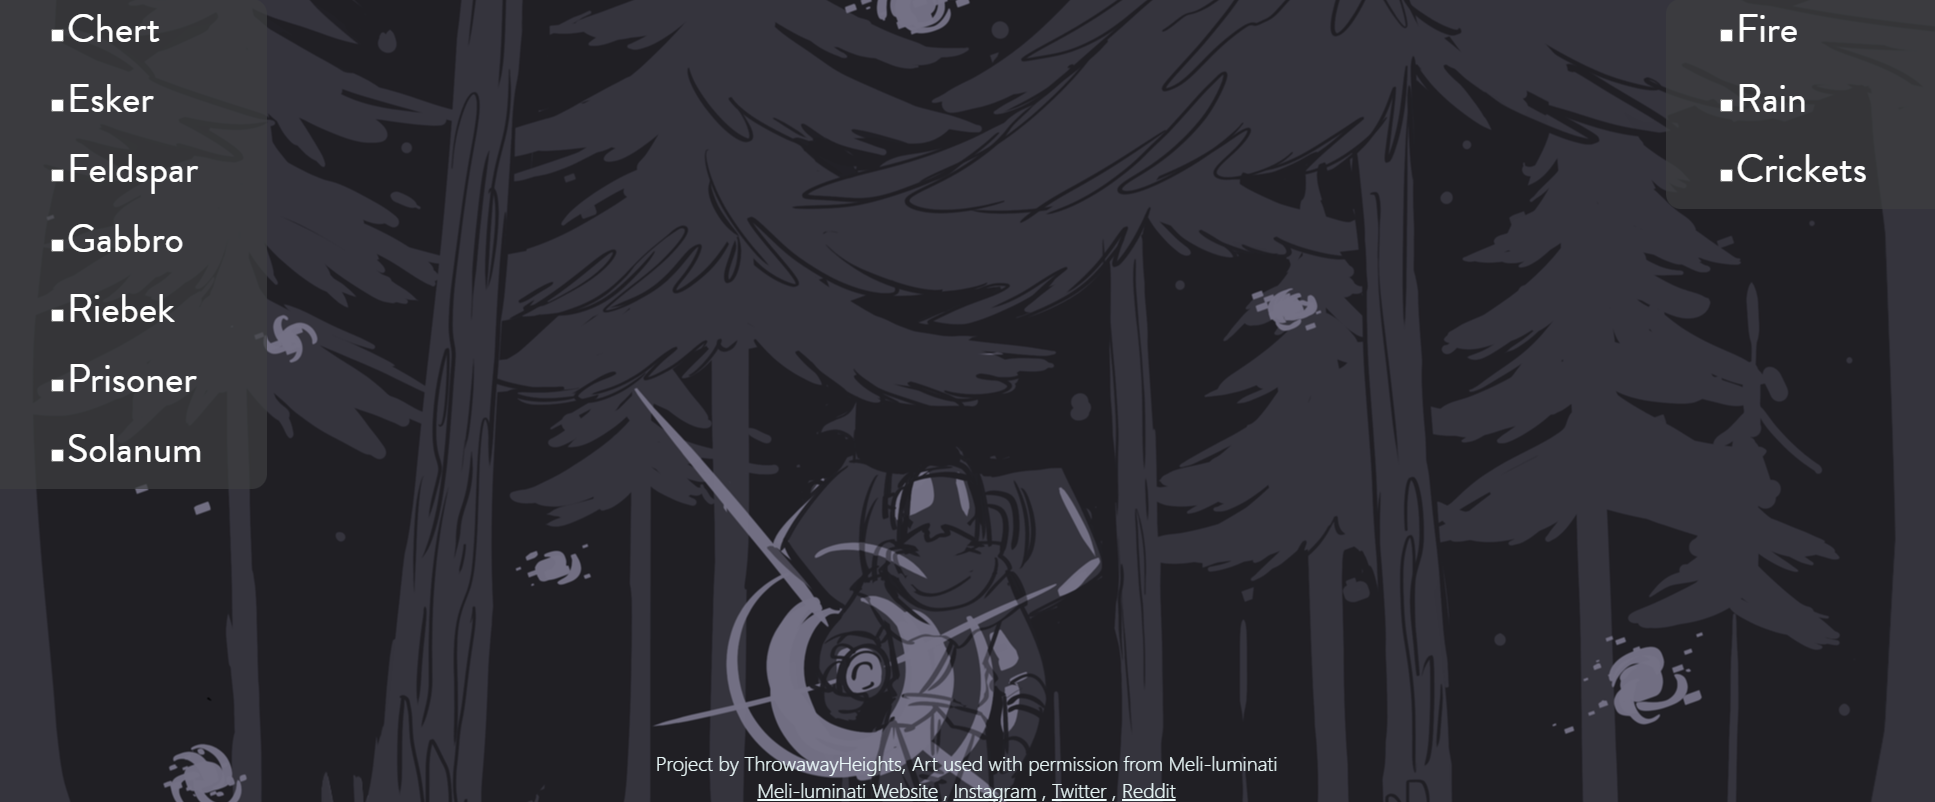 Chert
Esker
Feldspar
Gabbro
Riebek
Prisoner
Solanum
Fire
Rain
Crickets
Project by ThrowawayHeights, Art used with permission from Meli-luminati
Meli-luminati Website , Instagram , Twitter , Reddit